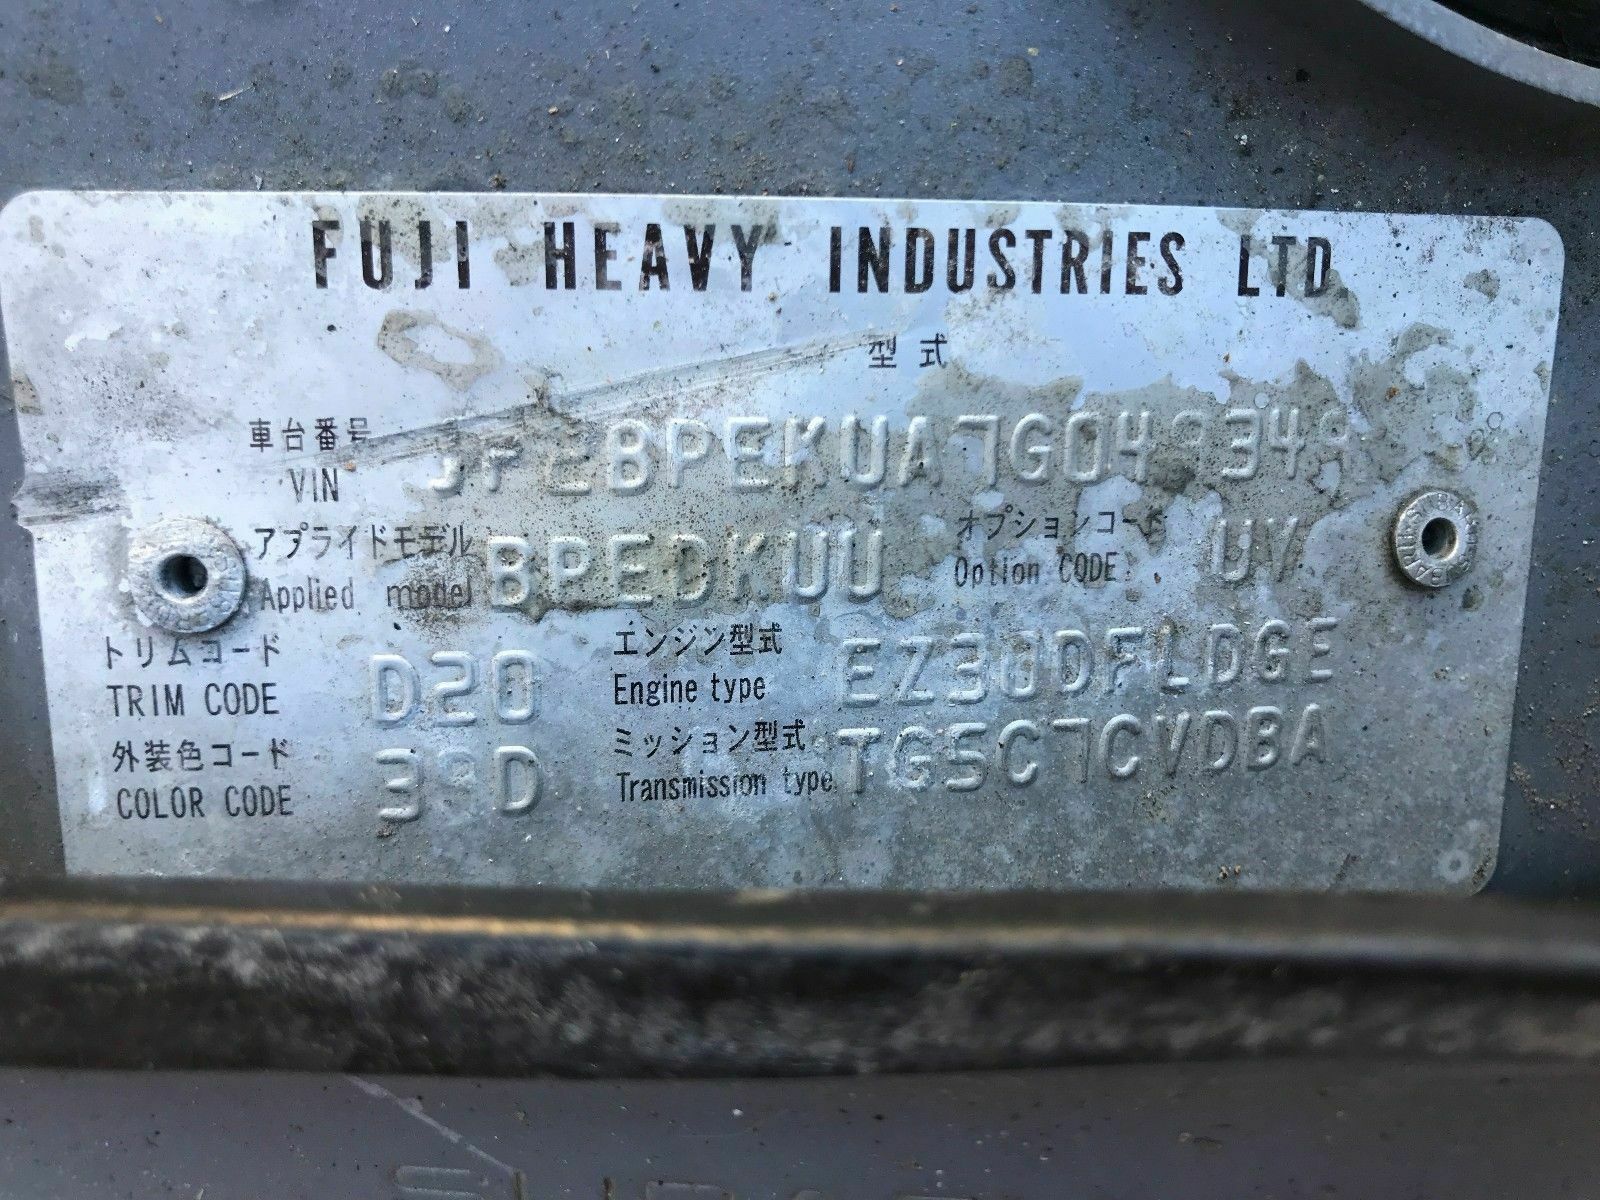 FUJI HEAVY INDUSTRIES LTD
型式
車台番号
VIN JF2BPEKUA7G049349
アプライドモデル
Applied model BPEDKUU
オプションコード
Option CODE UV
トリムコード
TRIM CODE D20
エンジン型式
Engine type EZ30DFLDGE
外装色コード
COLOR CODE
ミッション型式
Transmission type TG5C7CVDBA